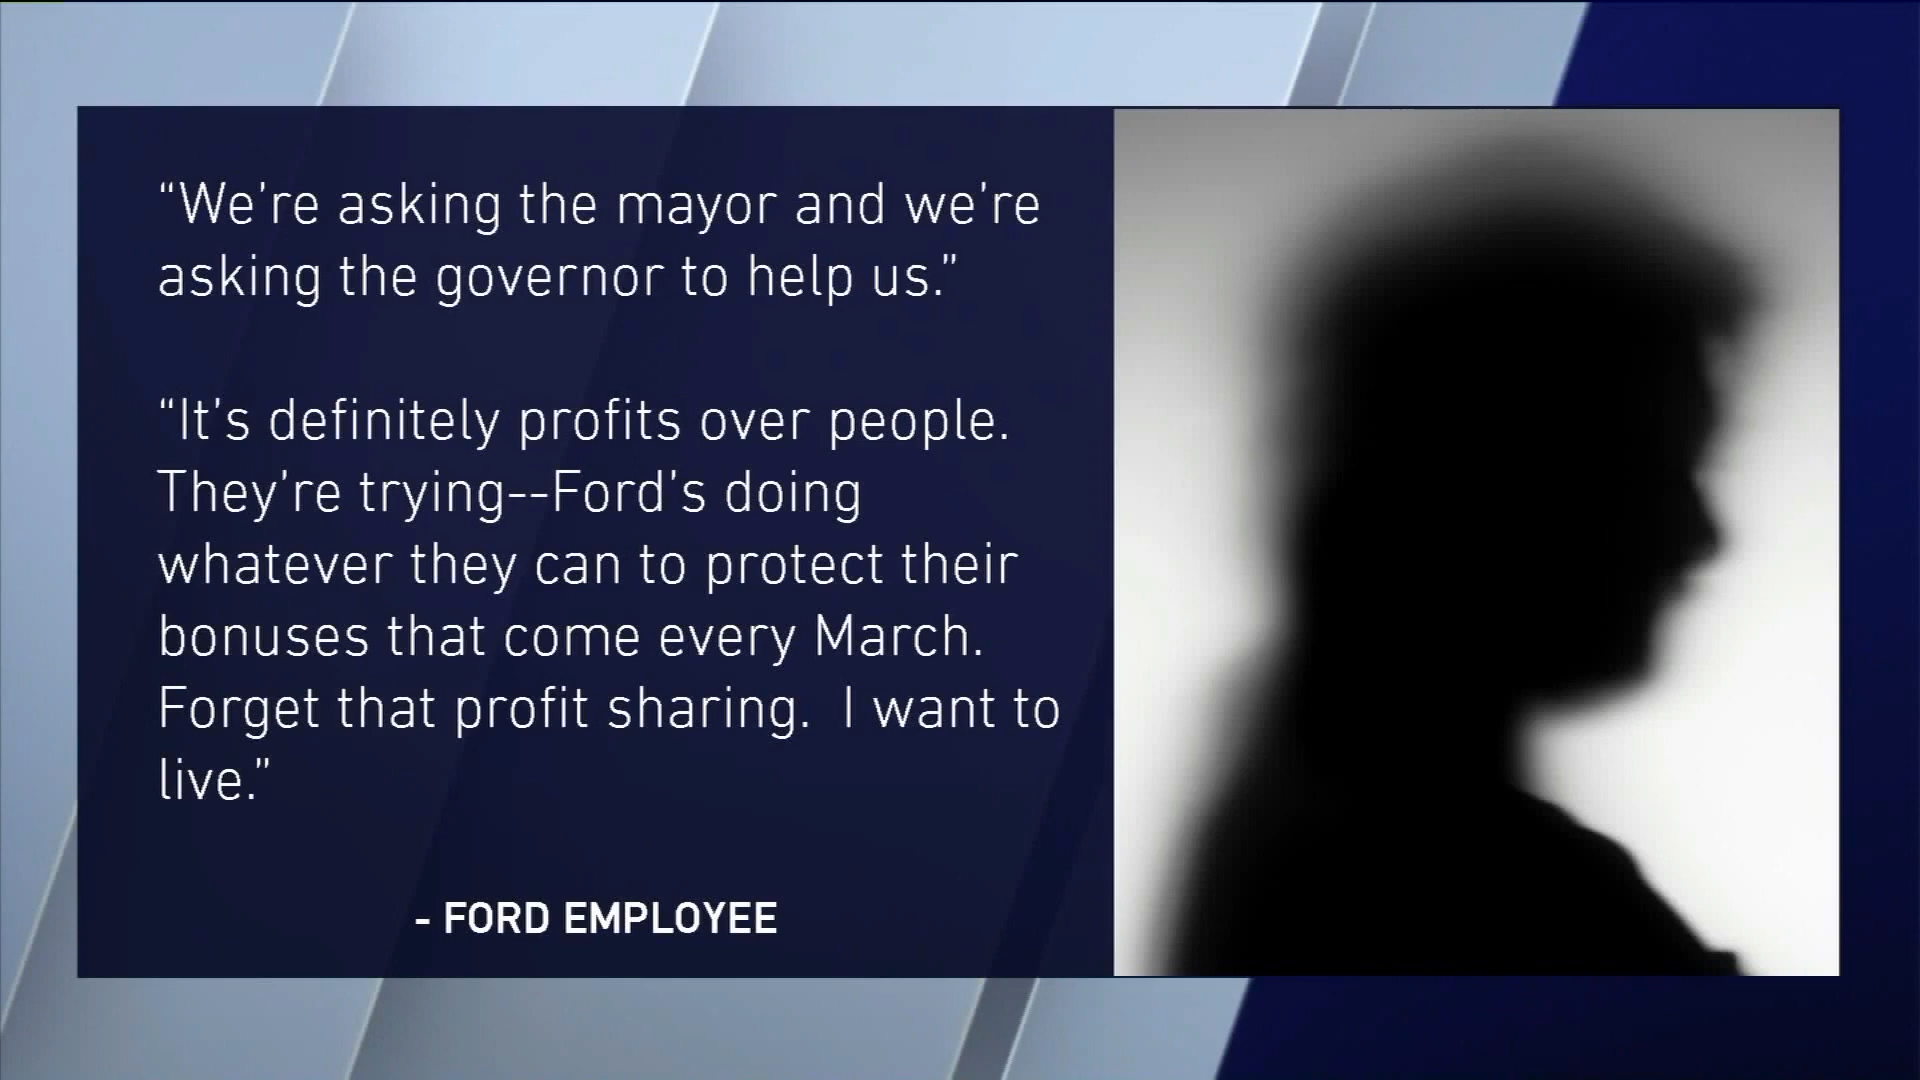 “We’re asking the mayor and we’re
asking the governor to help us.”
“It’s definitely profits over people.
They’re trying--Ford’s doing
whatever they can to protect their
bonuses that come every March.
Forget that profit sharing.  I want to
live.”
- FORD EMPLOYEE